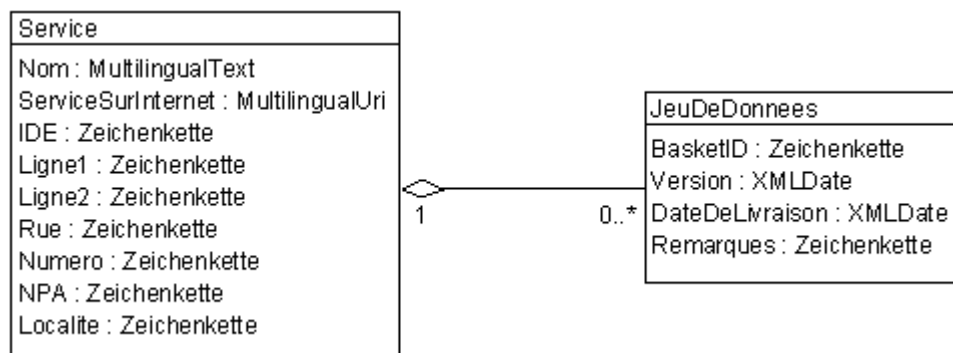 Service
Nom : MultilingualText
ServiceSurInternet : MultilingualUri
IDE : Zeichenkette
Ligne1 : Zeichenkette
Ligne2 : Zeichenkette
Rue : Zeichenkette
Numero : Zeichenkette
NPA : Zeichenkette
Localite : Zeichenkette
1
0..*
JeuDeDonnees
BasketID : Zeichenkette
Version : XMLDate
DateDeLivraison : XMLDate
Remarques : Zeichenkette